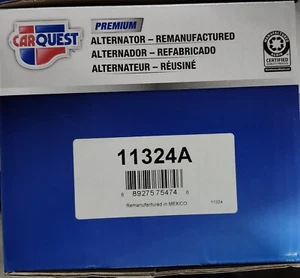 CARQUEST
PREMIUM
ALTERNATOR – REMANUFACTURED
ALTERNADOR – REFABRICADO
ALTERNATEUR – RÉUSINÉ
CERTIFIED
11324A
6 89275 75474 6
Remanufactured in MEXICO
11324